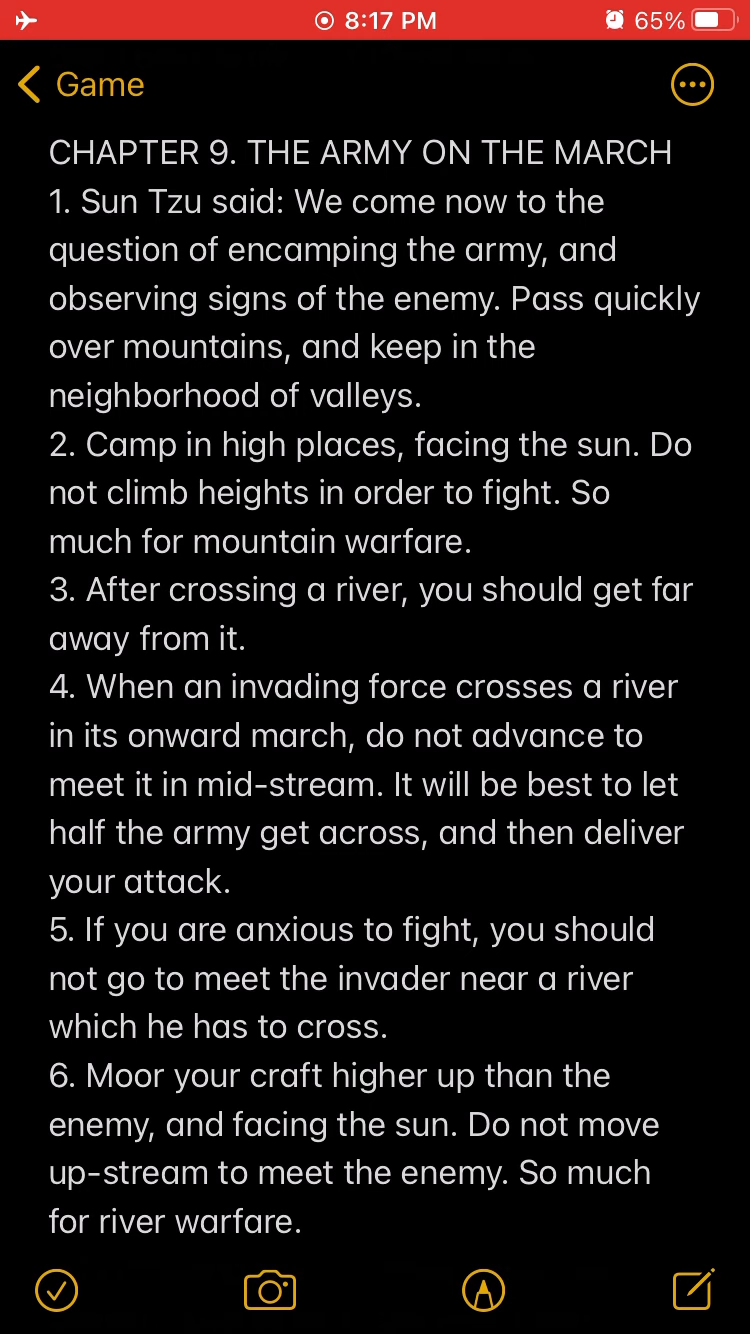 8:17 PM
65%
Game
CHAPTER 9. THE ARMY ON THE MARCH
1. Sun Tzu said: We come now to the
question of encamping the army, and
observing signs of the enemy. Pass quickly
over mountains, and keep in the
neighborhood of valleys.
2. Camp in high places, facing the sun. Do
not climb heights in order to fight. So
much for mountain warfare.
3. After crossing a river, you should get far
away from it.
4. When an invading force crosses a river
in its onward march, do not advance to
meet it in mid-stream. It will be best to let
half the army get across, and then deliver
your attack.
5. If you are anxious to fight, you should
not go to meet the invader near a river
which he has to cross.
6. Moor your craft higher up than the
enemy, and facing the sun. Do not move
up-stream to meet the enemy. So much
for river warfare.